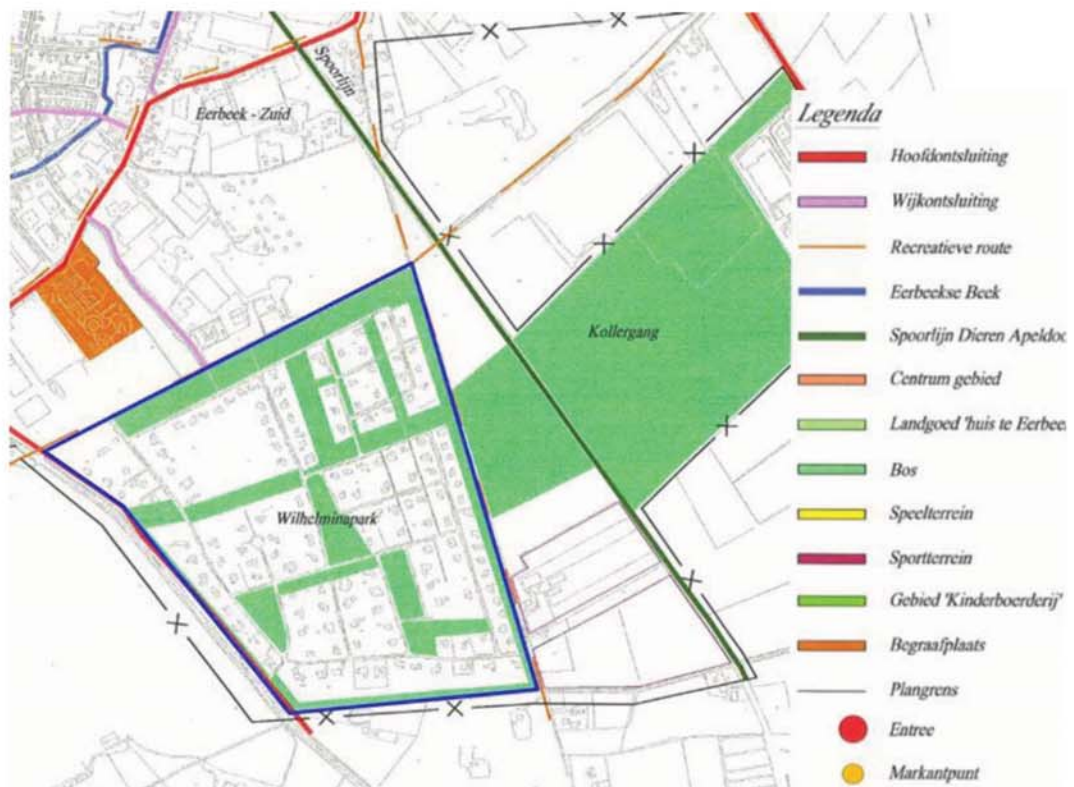 Spoorlijn
Eerbeek - Zuid
Kollergang
Wilhelminapark
Legenda
Hoofdontsluiting
Wijkontsluiting
Recreatieve route
Eerbeekse Beek
Spoorlijn Dieren Apeldoo
Centrum gebied
Landgoed 'huis te Eerbee
Bos
Speelterrein
Sportterrein
Gebied 'Kinderboerderij'
Begraafplaats
Plangrens
Entree
Markantpunt